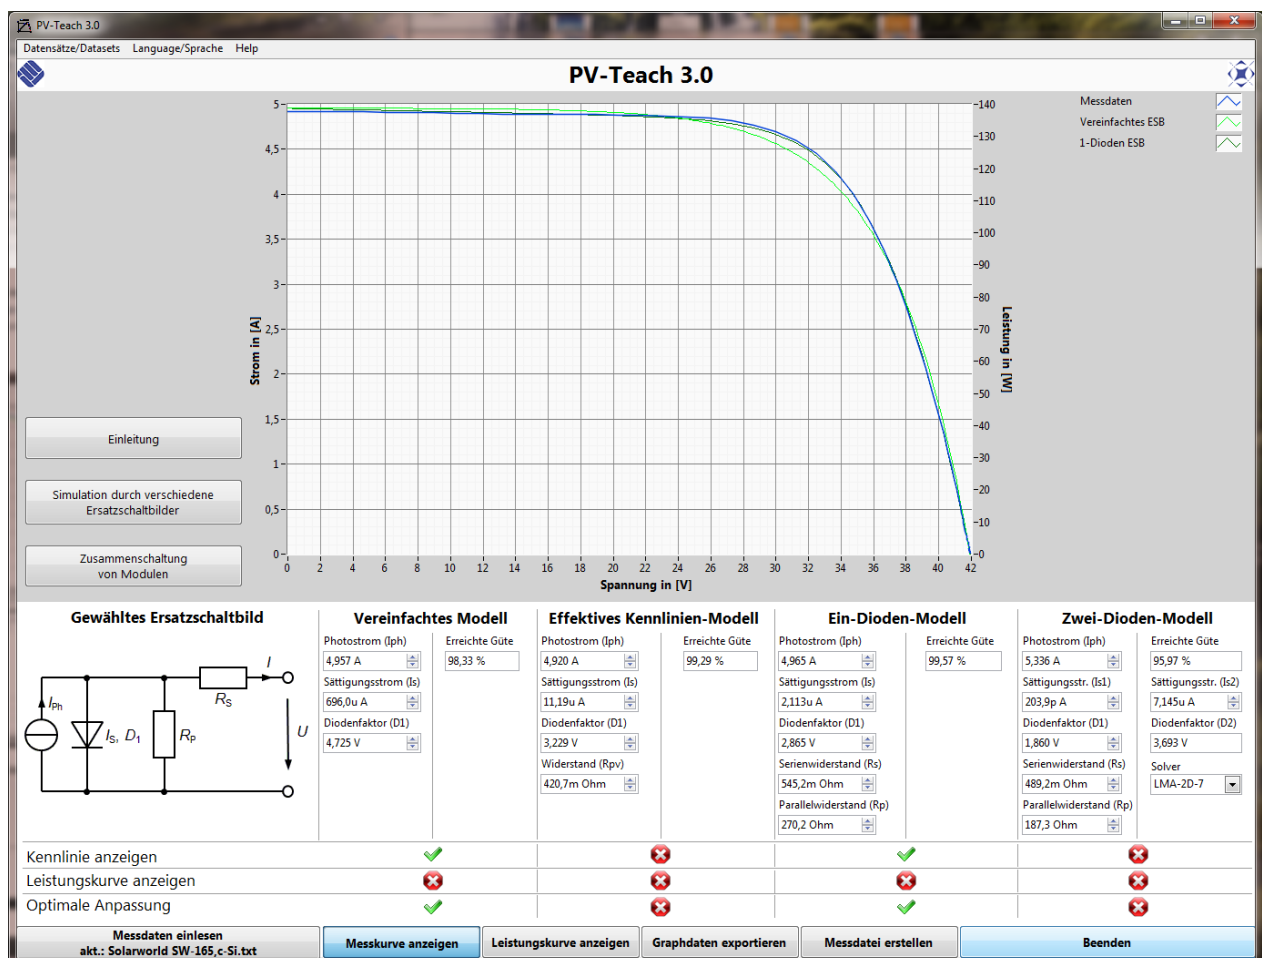 PV-Teach 3.0
Datensätze/Datasets Language/Sprache Help
PV-Teach 3.0
Messdaten
Vereinfachtes ESB
1-Dioden ESB
5
4,5
4
3,5
3
2,5
2
1,5
1
0,5
0
Strom in [A]
140
130
120
110
100
90
80
70
60
50
40
30
20
10
0
Leistung in [W]
0 2 4 6 8 10 12 14 16 18 20 22 24 26 28 30 32 34 36 38 40 42
Spannung in [V]
Einleitung
Simulation durch verschiedene
Ersatzschaltbilder
Zusammenschaltung
von Modulen
Gewähltes Ersatzschaltbild
I
Iph
IS, D1
RP
RS
U
Vereinfachtes Modell
Photostrom (Iph) Erreichte Güte
4,957 A 98,33 %
Sättigungsstrom (Is)
696,0u A
Diodenfaktor (D1)
4,725 V
Effektives Kennlinien-Modell
Photostrom (Iph) Erreichte Güte
4,920 A 99,29 %
Sättigungsstrom (Is)
11,19u A
Diodenfaktor (D1)
3,229 V
Widerstand (Rpv)
420,7m Ohm
Ein-Dioden-Modell
Photostrom (Iph) Erreichte Güte
4,965 A 99,57 %
Sättigungsstrom (Is)
2,113u A
Diodenfaktor (D1)
2,865 V
Serienwiderstand (Rs)
545,2m Ohm
Parallelwiderstand (Rp)
270,2 Ohm
Zwei-Dioden-Modell
Photostrom (Iph) Erreichte Güte
5,336 A 95,97 %
Sättigungsstr. (Is1) Sättigungsstr. (Is2)
203,9p A 7,145u A
Diodenfaktor (D1) Diodenfaktor (D2)
1,860 V 3,693 V
Serienwiderstand (Rs) Solver
489,2m Ohm LMA-2D-7
Parallelwiderstand (Rp)
187,3 Ohm
Kennlinie anzeigen
Leistungskurve anzeigen
Optimale Anpassung
Messdaten einlesen
akt.: Solarworld SW-165,c-Si.txt
Messkurve anzeigen
Leistungskurve anzeigen
Graphdaten exportieren
Messdatei erstellen
Beenden